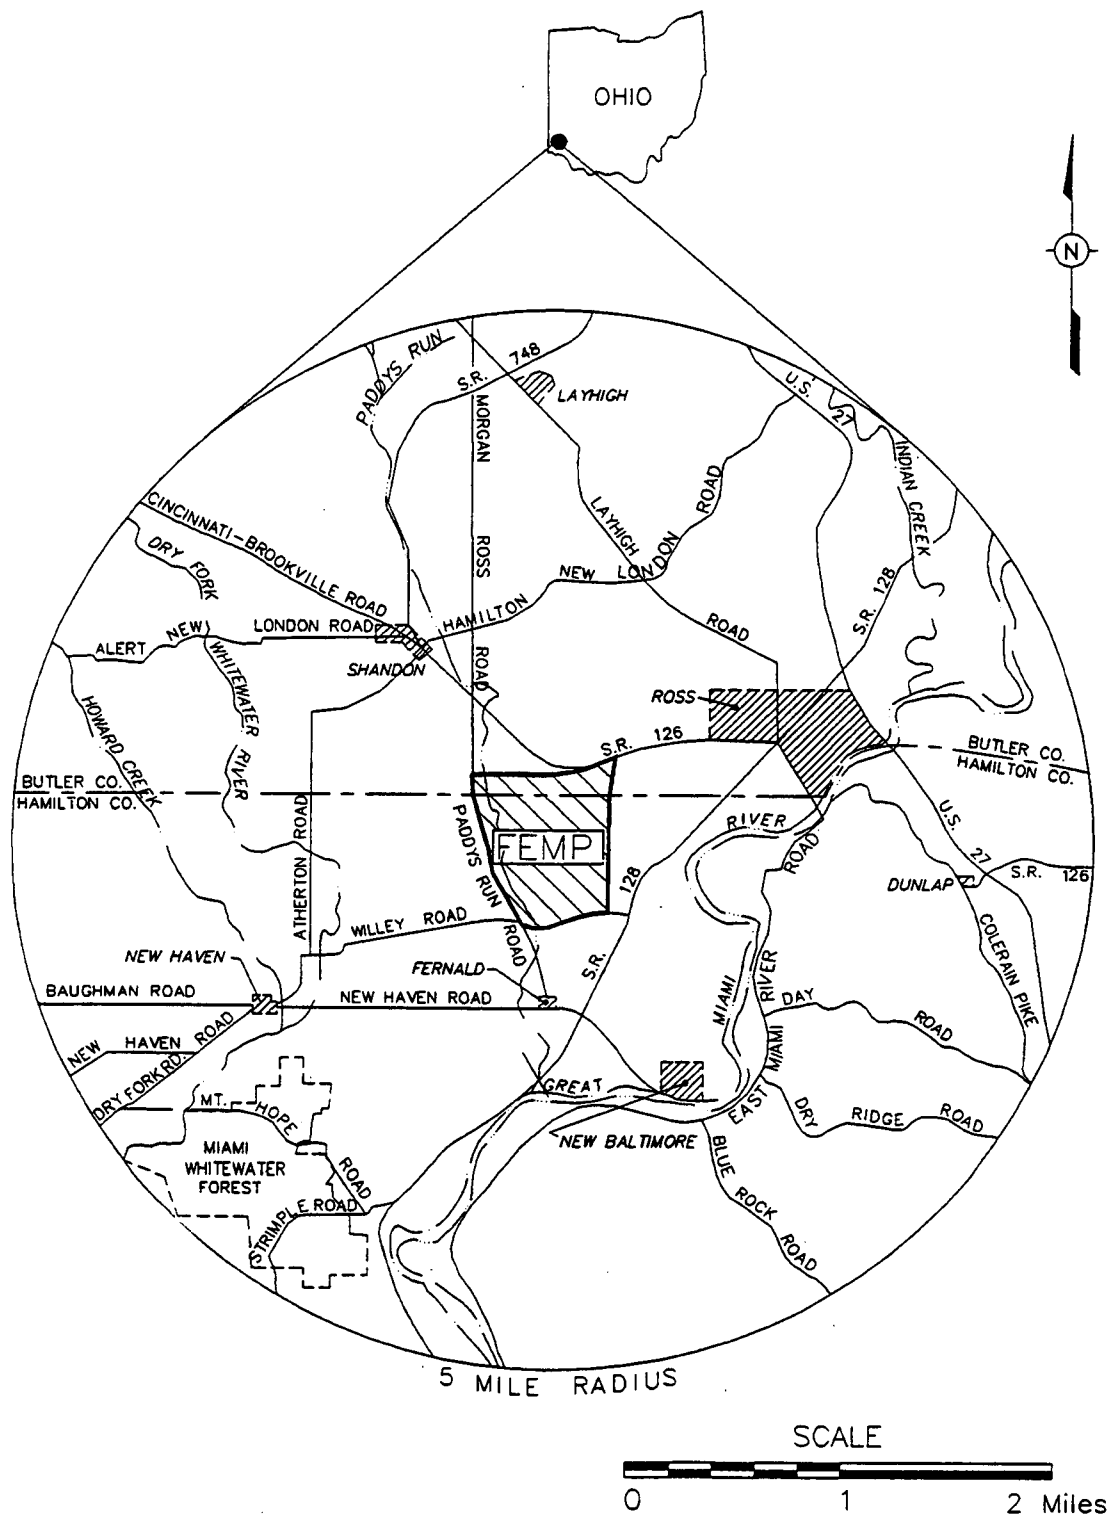 OHIO
N
PADDYS RUN
S.R. 748
LAYHIGH
U.S. 27
MORGAN ROSS ROAD
INDIAN CREEK
CINCINNATI-BROOKVILLE ROAD
DRY FORK
LAYHIGH ROAD
HAMILTON NEW LONDON ROAD
S.R. 128
ALERT NEW LONDON ROAD
SHANDON
WHITEWATER RIVER
HOWARD CREEK
ROSS
S.R. 126
BUTLER CO.
HAMILTON CO.
BUTLER CO.
HAMILTON CO.
ATHERTON ROAD
PADDYS RUN ROAD
FEMP
RIVER ROAD
U.S. 27
S.R. 126
DUNLAP
COLERAIN PIKE
S.R. 128
WILLEY ROAD
NEW HAVEN
FERNALD
BAUGHMAN ROAD
NEW HAVEN ROAD
MIAMI
RIVER
DAY ROAD
NEW HAVEN ROAD
DRY FORK RD.
GREAT
EAST MIAMI
DRY RIDGE ROAD
MT. HOPE ROAD
NEW BALTIMORE
MIAMI
WHITEWATER
FOREST
BLUE ROCK ROAD
STRIMPLE ROAD
5 MILE RADIUS
SCALE
0 1 2 Miles